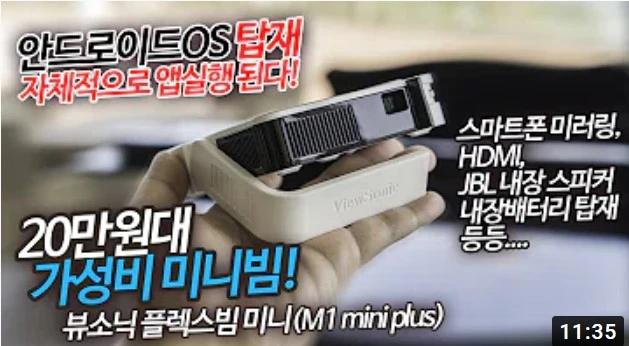 안드로이드OS 탑재
자체적으로 앱실행 된다!
스마트폰 미러링,
HDMI,
JBL 내장 스피커
내장배터리 탑재
등등....
ViewSonic
20만원대
가성비 미니빔!
뷰소닉 플렉스빔 미니 (M1 mini plus)
11:35